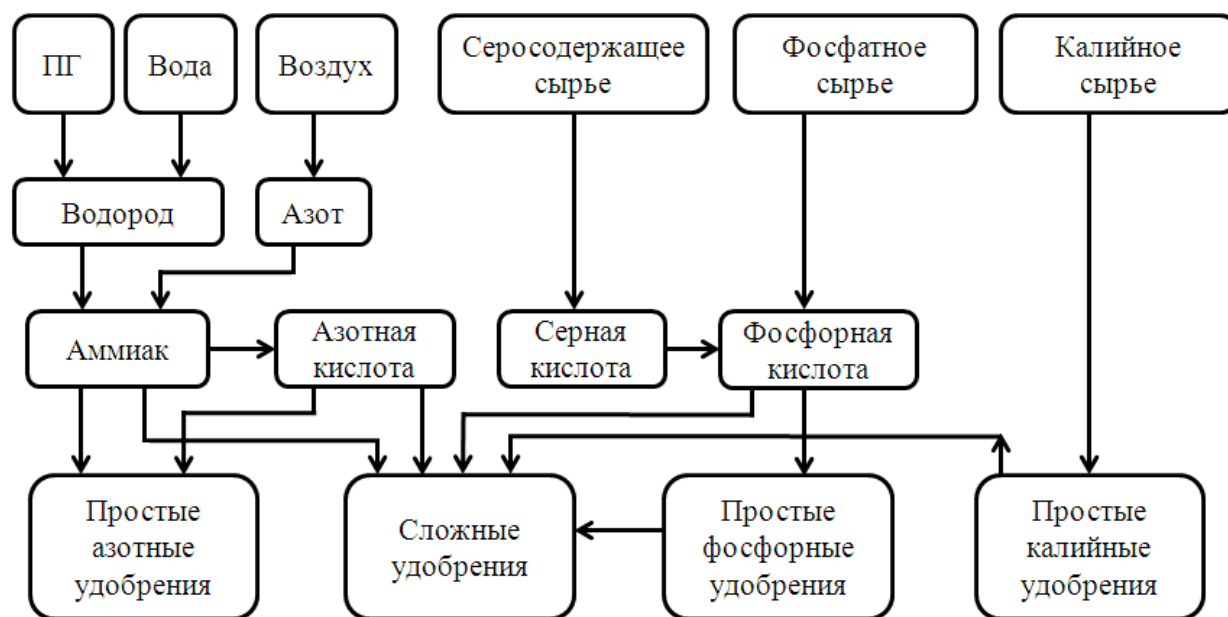 ПГ
Вода
Воздух
Серосодержащее
сырье
Фосфатное
сырье
Калийное
сырье
Водород
Азот
Аммиак
Азотная
кислота
Серная
кислота
Фосфорная
кислота
Простые
азотные
удобрения
Сложные
удобрения
Простые
фосфорные
удобрения
Простые
калийные
удобрения